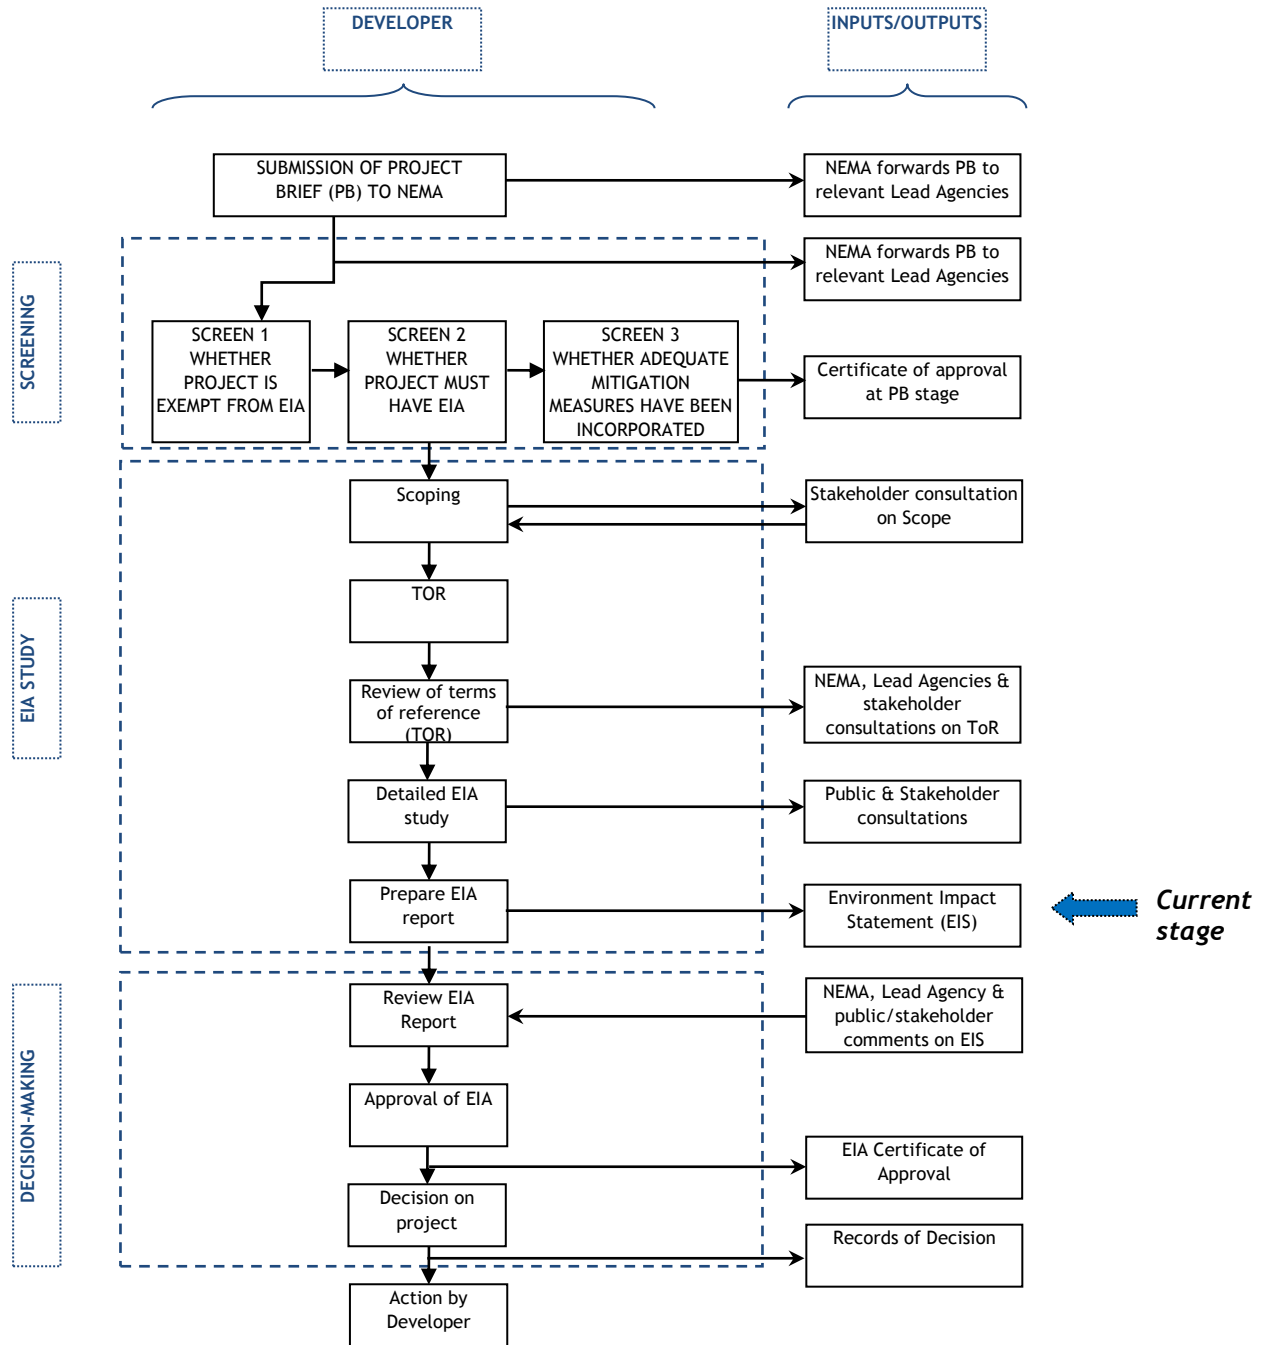 DEVELOPER
INPUTS/OUTPUTS
SUBMISSION OF PROJECT
BRIEF (PB) TO NEMA
NEMA forwards PB to
relevant Lead Agencies
NEMA forwards PB to
relevant Lead Agencies
SCREENING
SCREEN 1
WHETHER
PROJECT IS
EXEMPT FROM EIA
SCREEN 2
WHETHER
PROJECT MUST
HAVE EIA
SCREEN 3
WHETHER ADEQUATE
MITIGATION
MEASURES HAVE BEEN
INCORPORATED
Certificate of approval
at PB stage
Scoping
Stakeholder consultation
on Scope
TOR
EIA STUDY
Review of terms
of reference
(TOR)
NEMA, Lead Agencies &
stakeholder
consultations on ToR
Detailed EIA
study
Public & Stakeholder
consultations
Prepare EIA
report
Environment Impact
Statement (EIS)
Current
stage
DECISION-MAKING
Review EIA
Report
NEMA, Lead Agency &
public/stakeholder
comments on EIS
Approval of EIA
EIA Certificate of
Approval
Decision on
project
Records of Decision
Action by
Developer